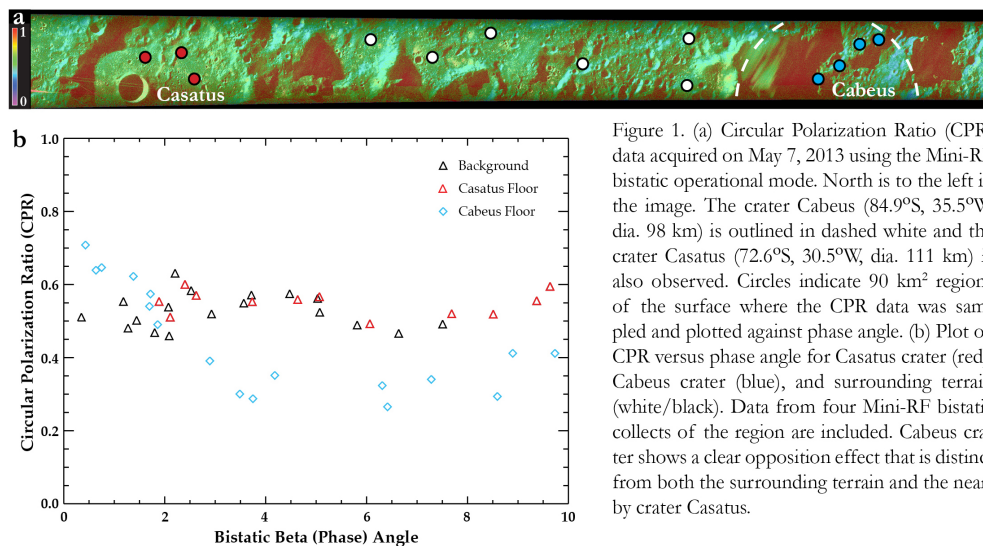 a
1
0
Casatus
Cabeus
b
1.0
0.8
0.6
0.4
0.2
0.0
0
2
4
6
8
10
Circular Polarization Ratio (CPR)
Bistatic Beta (Phase) Angle
Background
Casatus Floor
Cabeus Floor
Figure 1. (a) Circular Polarization Ratio (CPR
data acquired on May 7, 2013 using the Mini-R
bistatic operational mode. North is to the left i
the image. The crater Cabeus (84.9°S, 35.5°W
dia. 98 km) is outlined in dashed white and th
crater Casatus (72.6°S, 30.5°W, dia. 111 km) i
also observed. Circles indicate 90 km² region
of the surface where the CPR data was sam
pled and plotted against phase angle. (b) Plot o
CPR versus phase angle for Casatus crater (red
Cabeus crater (blue), and surrounding terrain
(white/black). Data from four Mini-RF bistati
collects of the region are included. Cabeus cra
ter shows a clear opposition effect that is distinc
from both the surrounding terrain and the near
by crater Casatus.